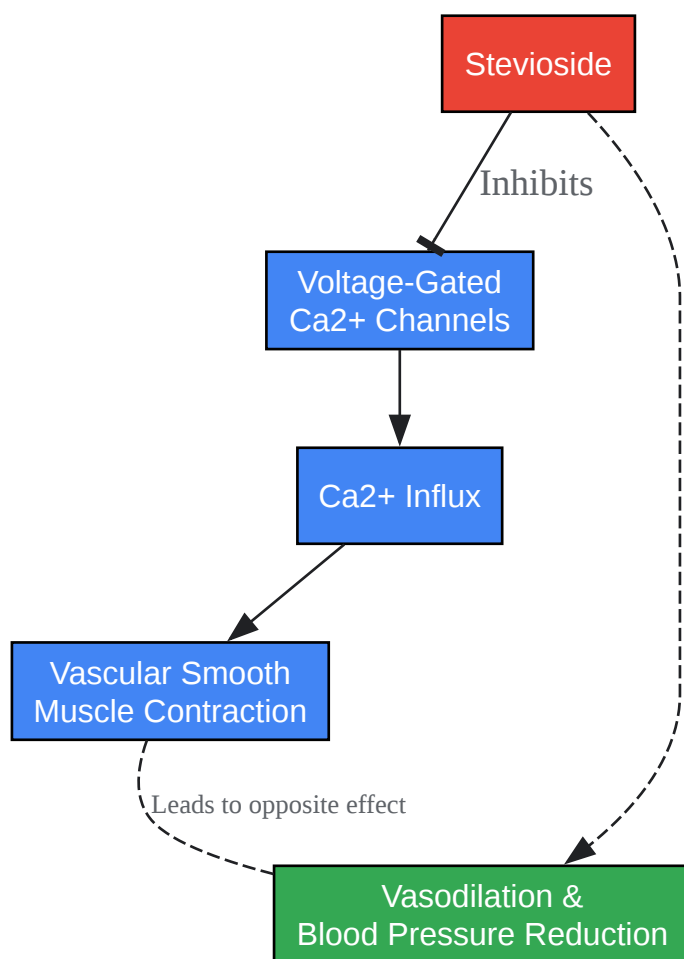 Stevioside
Inhibits
Voltage-Gated
Ca2+ Channels
Ca2+ Influx
Vascular Smooth
Muscle Contraction
Leads to opposite effect
Vasodilation &
Blood Pressure Reduction